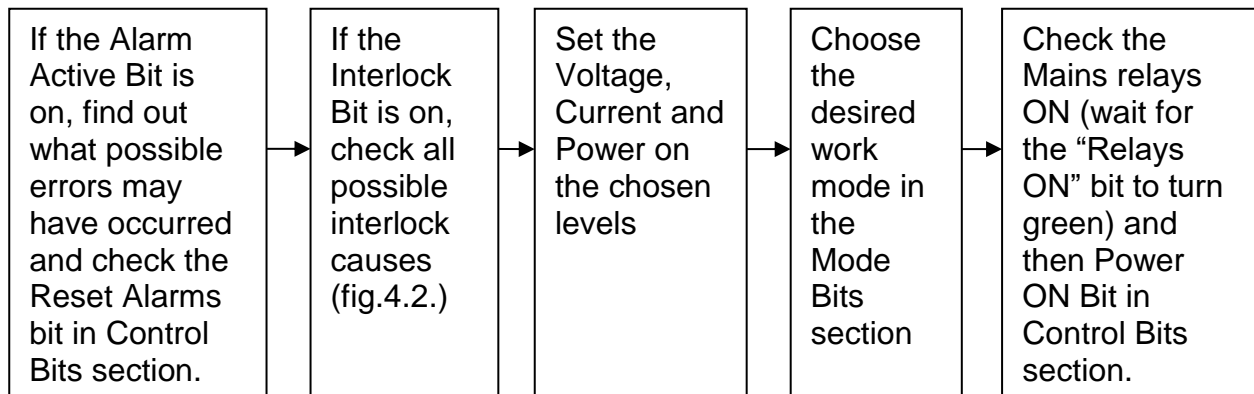 If the Alarm
Active Bit is
on, find out
what possible
errors may
have occurred
and check the
Reset Alarms
bit in Control
Bits section.
If the
Interlock
Bit is on,
check all
possible
interlock
causes
(fig.4.2.)
Set the
Voltage,
Current and
Power on
the chosen
levels
Choose
the
desired
work
mode in
the
Mode
Bits
section
Check the
Mains relays
ON (wait for
the “Relays
ON” bit to turn
green) and
then Power
ON Bit in
Control Bits
section.